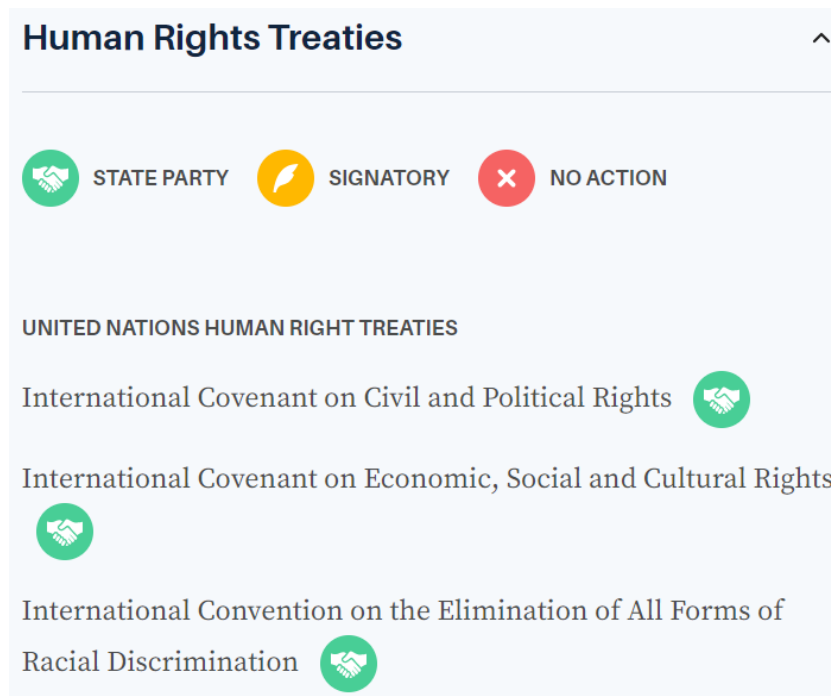 Human Rights Treaties
STATE PARTY SIGNATORY NO ACTION
UNITED NATIONS HUMAN RIGHT TREATIES
International Covenant on Civil and Political Rights
International Covenant on Economic, Social and Cultural Rights
International Convention on the Elimination of All Forms of
Racial Discrimination